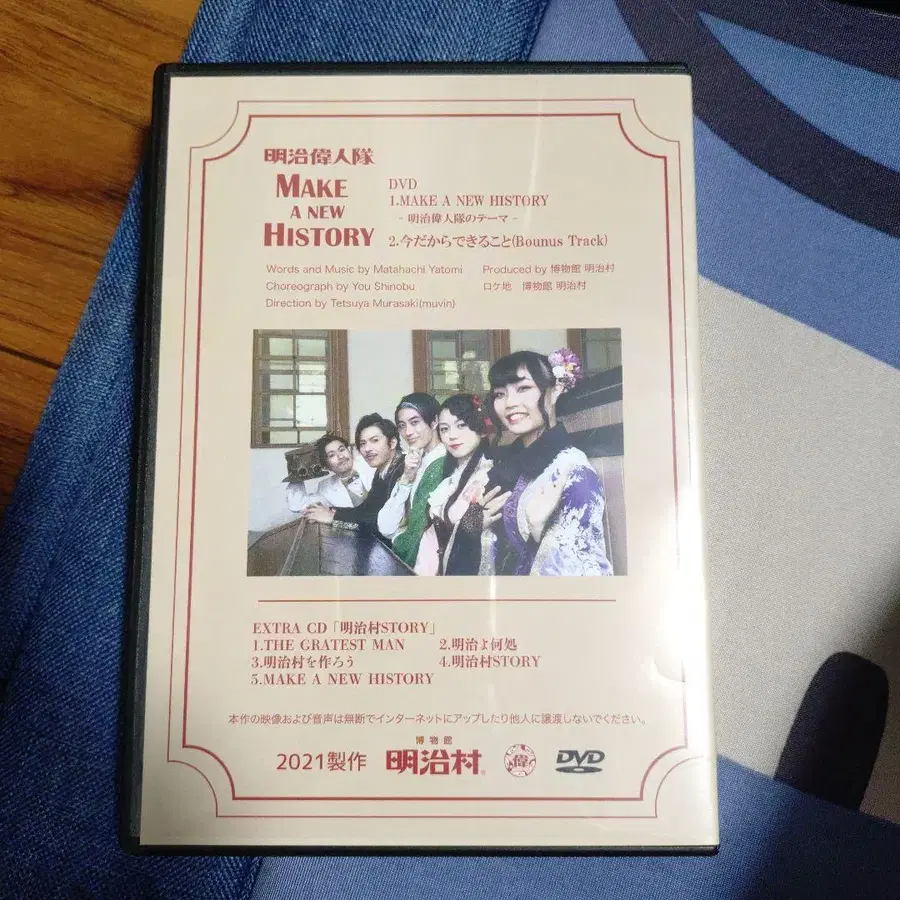 明治偉人隊
MAKE
A NEW
HISTORY
DVD
1.MAKE A NEW HISTORY
- 明治偉人隊のテーマ -
2.今だからできること(Bounus Track)
Words and Music by Matahachi Yatomi
Choreograph by You Shinobu
Direction by Tetsuya Murasaki(muvin)
Produced by 博物館 明治村
ロケ地 博物館 明治村
EXTRA CD「明治村STORY」
1.THE GRATEST MAN 2.明治ょ何処
3.明治村を作ろう 4.明治村STORY
5.MAKE A NEW HISTORY
本作の映像および音声は無断でインターネットにアップしたり他人に譲渡しないでください。
2021製作
博物館
明治村®
偉
DVD